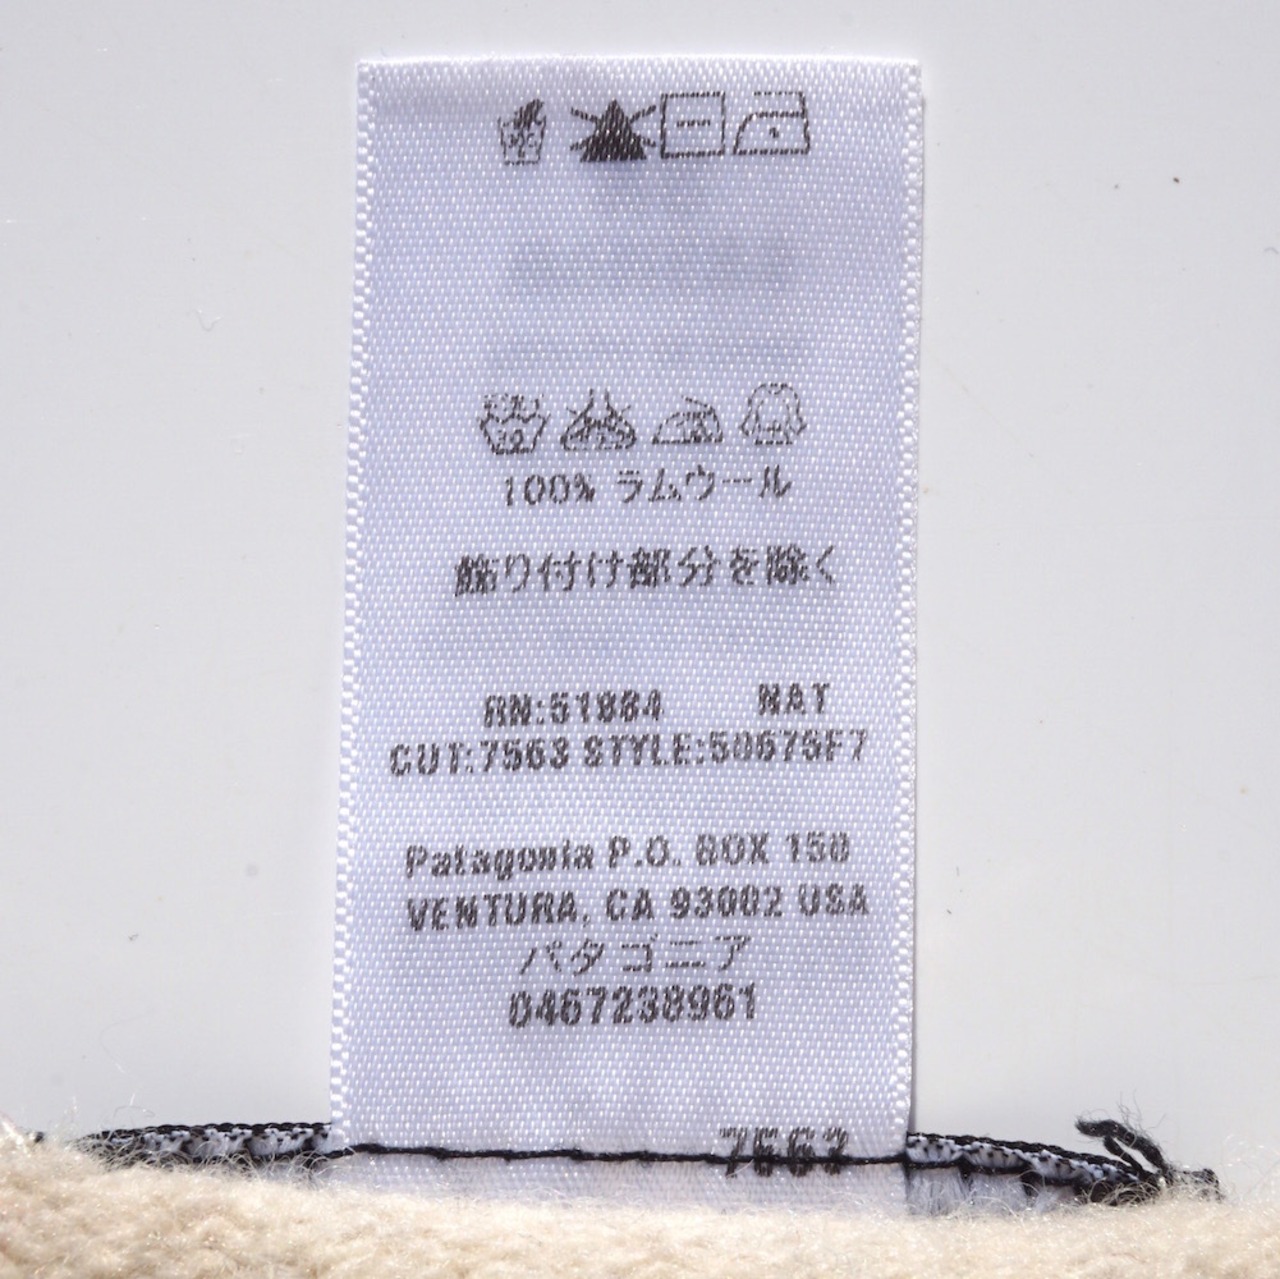 100% ラムウール
飾り付け部分を除く
RN:51884 NAT
CUT:7563 STYLE:50675F7
Patagonia P.O. BOX 150
VENTURA, CA 93002 USA
パタゴニア
0467238961
7563